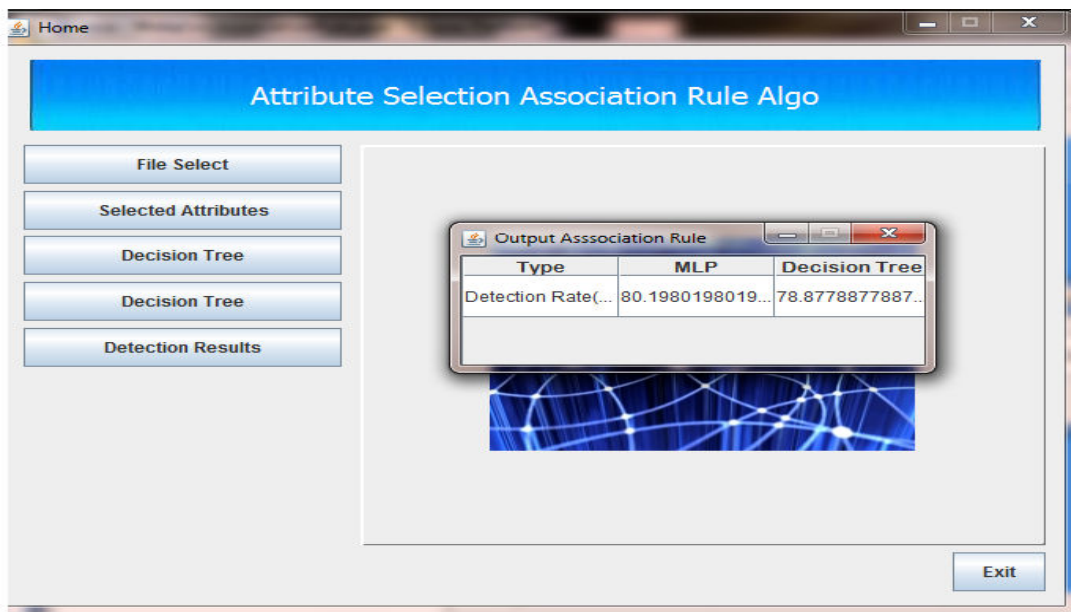 Home
Attribute Selection Association Rule Algo
File Select
Selected Attributes
Decision Tree
Decision Tree
Detection Results
Output Asssociation Rule
Type MLP Decision Tree
Detection Rate(... 80.1980198019... 78.8778877887...
Exit